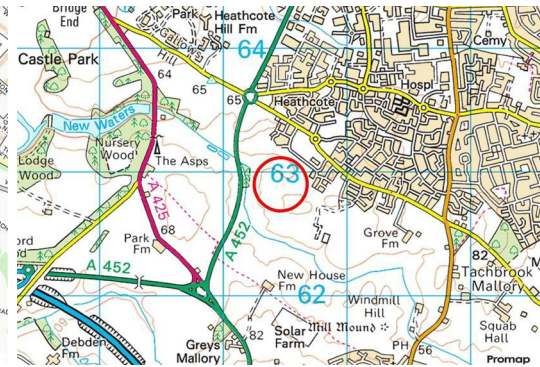 Bridge
End
Park
Heathcote
Hill Fm
Gallows
Hill
Cemy
Castle Park
64
64
65
65
Hospl
Heathcote
New Waters
Nursery
Wood
The Asps
Lodge
Wood
63
A 425
A 452
68
Park
Fm
Grove
Fm
82
Tachbrook
Mallory
A 452
New House
Fm
62
Windmill
Hill
Mill Mound
Squab
Hall
Solar
Farm
Debden
Fm
Greys
Mallory
82
PH
56
Promap